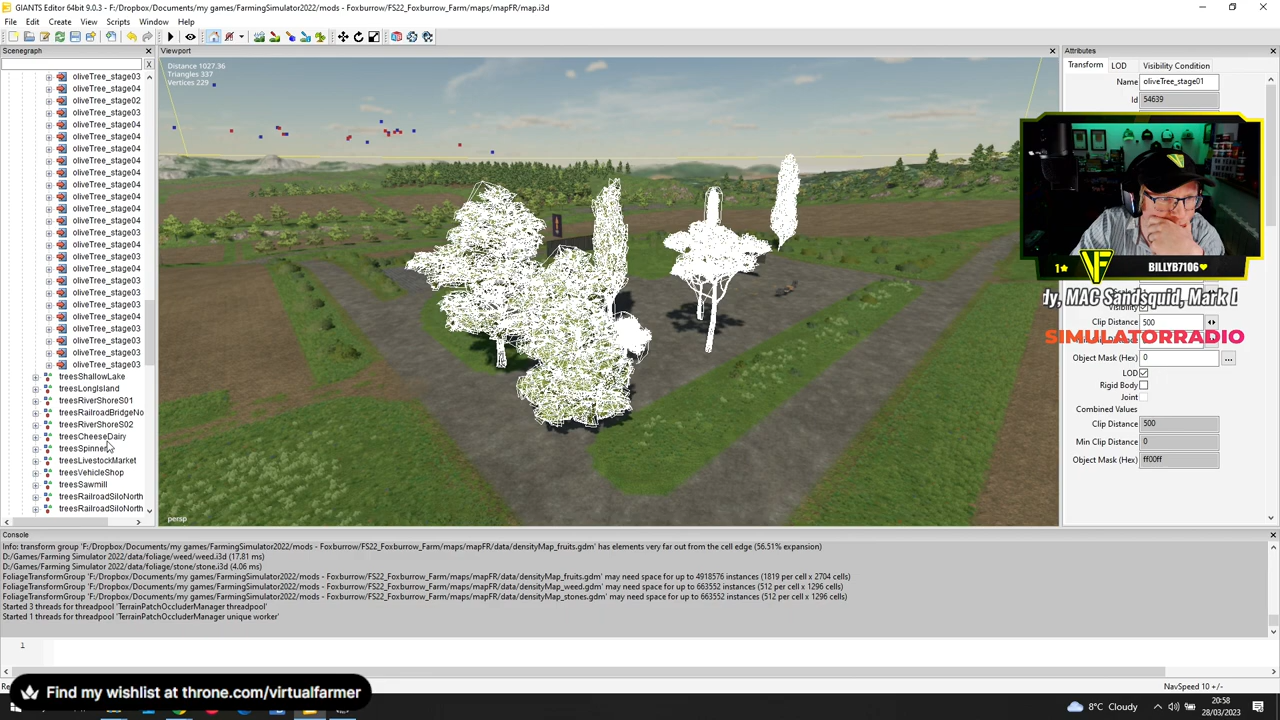 GIANTS Editor 64bit 9.0.3 - F:/Dropbox/Documents/my games/FarmingSimulator2022/mods - Foxburrow/FS22_Foxburrow_Farm/maps/mapFR/map.i3d
File Edit Create View Scripts Window Help
Scenegraph
Viewport
Attributes
X
Distance 1027.36
Triangles 337
Vertices 229
Transform LOD Visibility Condition
Name oliveTree_stage01
Id 54639
oliveTree_stage03
oliveTree_stage04
oliveTree_stage02
oliveTree_stage03
oliveTree_stage04
oliveTree_stage04
oliveTree_stage04
oliveTree_stage04
oliveTree_stage04
oliveTree_stage04
oliveTree_stage04
oliveTree_stage04
oliveTree_stage04
oliveTree_stage03
oliveTree_stage04
oliveTree_stage03
oliveTree_stage04
oliveTree_stage03
oliveTree_stage03
oliveTree_stage03
oliveTree_stage04
oliveTree_stage03
oliveTree_stage03
oliveTree_stage03
oliveTree_stage03
treesShallowLake
treesLongIsland
treesRiverShoreS01
treesRailroadBridgeNo
treesRiverShoreS02
treesCheeseDairy
treesSpinner
treesLivestockMarket
treesVehicleShop
treesSawmill
treesRailroadSiloNorth
treesRailroadSiloNorth
persp
1 VF BILLYB7106
dy, MAC Sandsquid, Mark D
Clip Distance 500
SIMULATORRADIO
Object Mask (Hex) 0 ...
LOD
Rigid Body
Joint
Combined Values
Clip Distance 500
Min Clip Distance 0
Object Mask (Hex) ff00ff
Console
Info: transform group 'F:/Dropbox/Documents/my games/FarmingSimulator2022/mods - Foxburrow/FS22_Foxburrow_Farm/maps/mapFR/data/densityMap_fruits.gdm' has elements very far out from the cell edge (56.51% expansion)
D:/Games/Farming Simulator 2022/data/foliage/weed/weed.i3d (17.81 ms)
D:/Games/Farming Simulator 2022/data/foliage/stone/stone.i3d (4.06 ms)
FoliageTransformGroup 'F:/Dropbox/Documents/my games/FarmingSimulator2022/mods - Foxburrow/FS22_Foxburrow_Farm/maps/mapFR/data/densityMap_fruits.gdm' may need space for up to 4918576 instances (1819 per cell x 2704 cells)
FoliageTransformGroup 'F:/Dropbox/Documents/my games/FarmingSimulator2022/mods - Foxburrow/FS22_Foxburrow_Farm/maps/mapFR/data/densityMap_weed.gdm' may need space for up to 663552 instances (512 per cell x 1296 cells)
FoliageTransformGroup 'F:/Dropbox/Documents/my games/FarmingSimulator2022/mods - Foxburrow/FS22_Foxburrow_Farm/maps/mapFR/data/densityMap_stones.gdm' may need space for up to 663552 instances (512 per cell x 1296 cells)
Started 3 threads for threadpool 'TerrainPatchOccluderManager threadpool'
Started 1 threads for threadpool 'TerrainPatchOccluderManager unique worker'
1
NavSpeed 10 +/-
Find my wishlist at throne.com/virtualfarmer
8°C Cloudy
20:58
28/03/2023